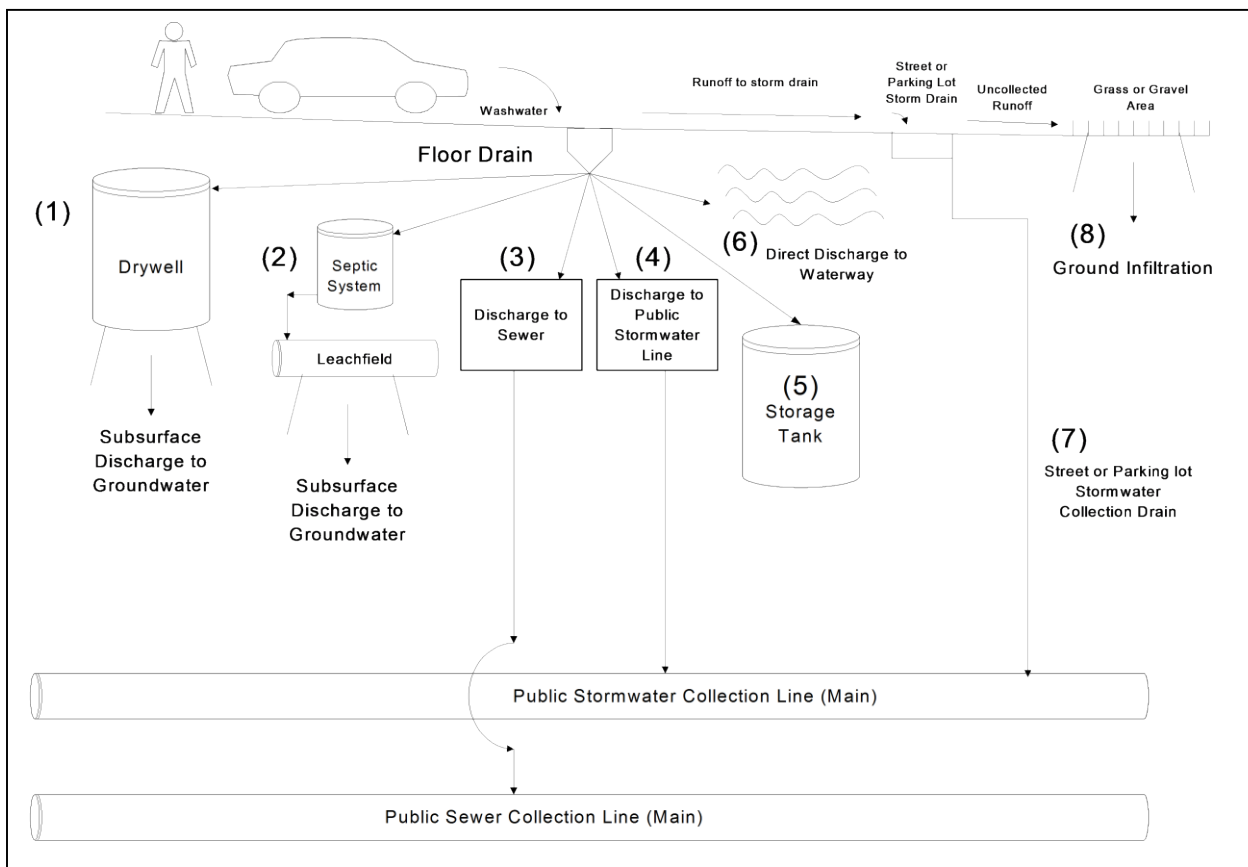 Washwater
Runoff to storm drain
Street or
Parking Lot
Storm Drain
Uncollected
Runoff
Grass or Gravel
Area
Floor Drain
(1)
Drywell
Subsurface
Discharge to
Groundwater
(2)
Septic
System
Leachfield
Subsurface
Discharge to
Groundwater
(3)
Discharge to
Sewer
(4)
Discharge to
Public
Stormwater
Line
(5)
Storage
Tank
(6)
Direct Discharge to
Waterway
(7)
Street or Parking lot
Stormwater
Collection Drain
(8)
Ground Infiltration
Public Stormwater Collection Line (Main)
Public Sewer Collection Line (Main)